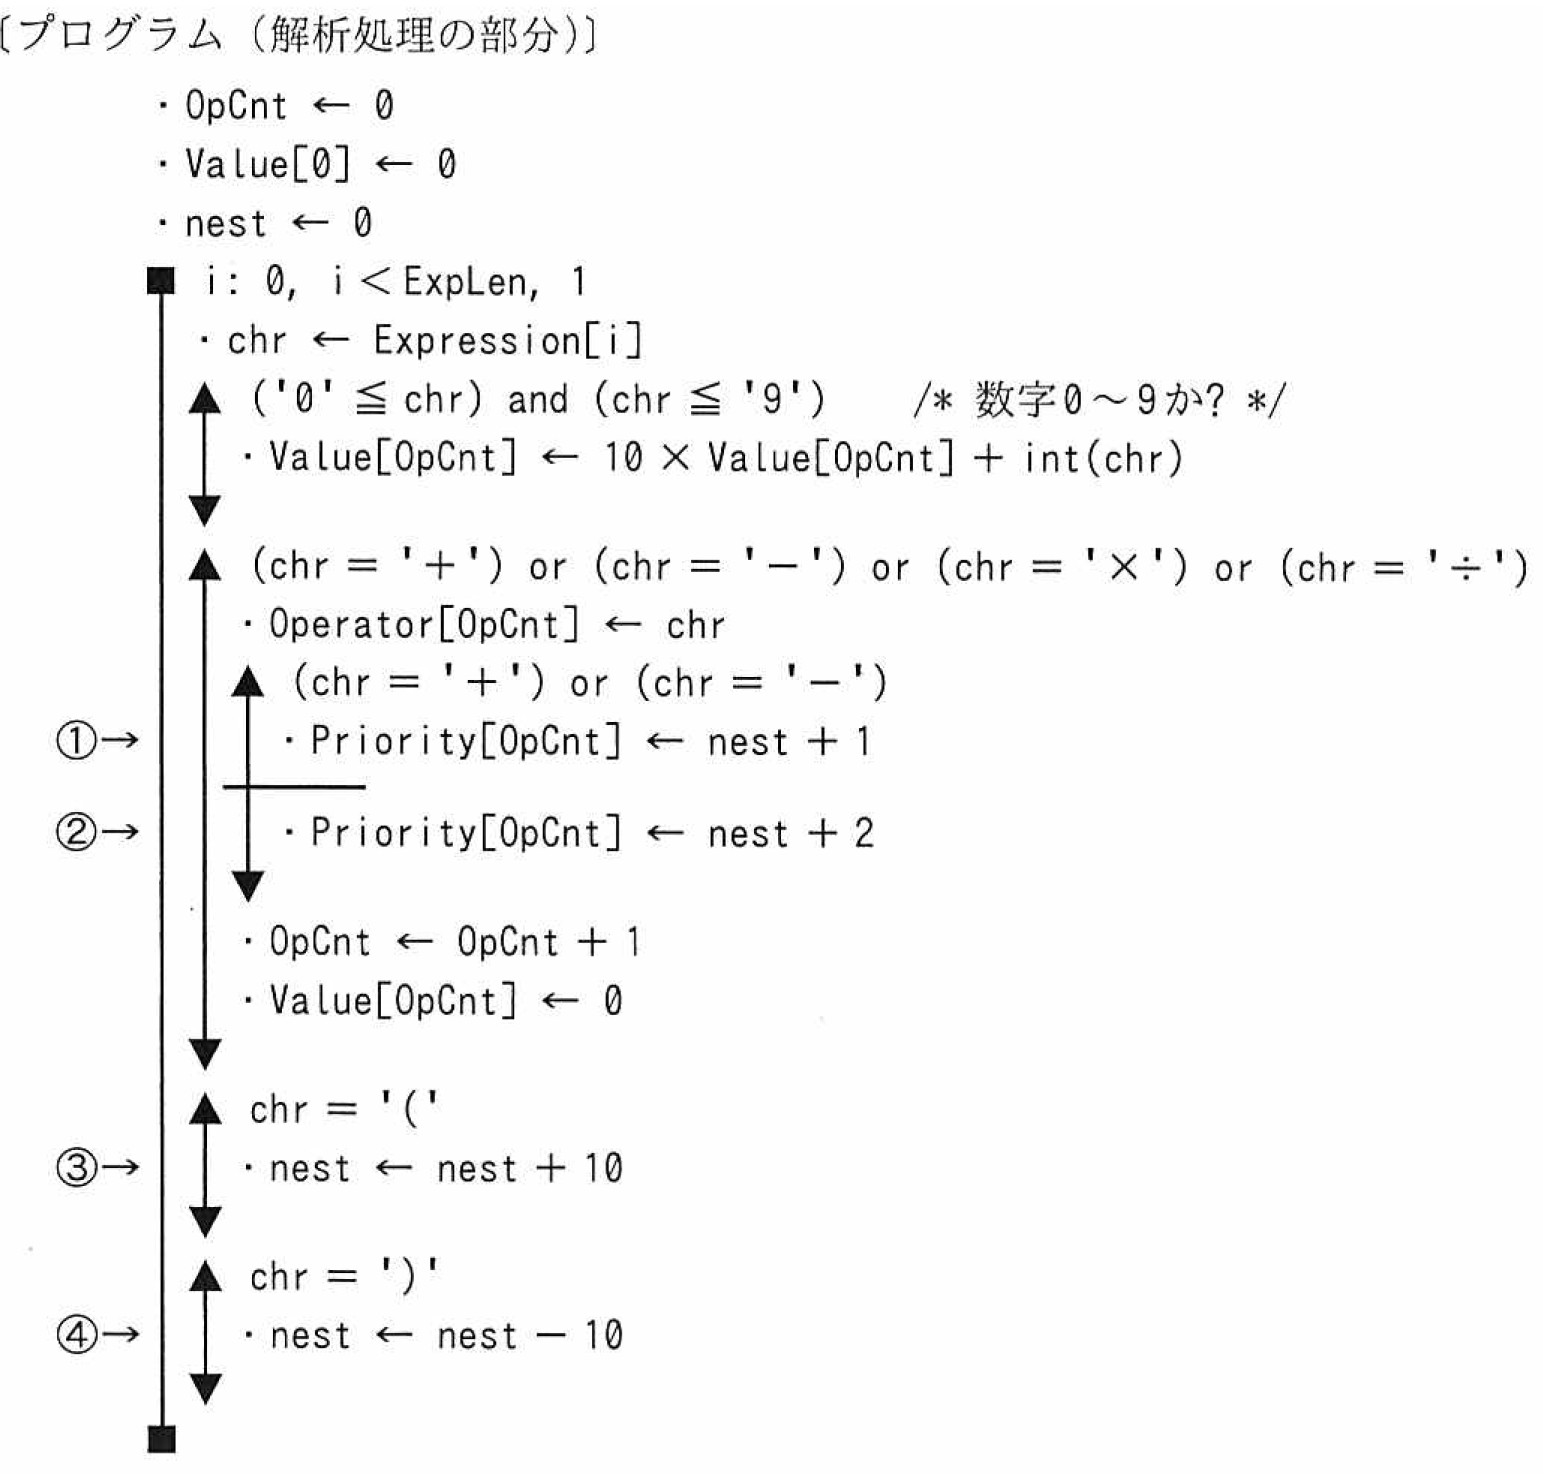 〔プログラム（解析処理の部分）〕
・OpCnt ← 0
・Value[0] ← 0
・nest ← 0
■ i: 0, i < ExpLen, 1
・chr ← Expression[i]
('0' ≦ chr) and (chr ≦ '9') /* 数字0～9か? */
・Value[OpCnt] ← 10 × Value[OpCnt] + int(chr)
(chr = '+') or (chr = '－') or (chr = '×') or (chr = '÷')
・Operator[OpCnt] ← chr
(chr = '+') or (chr = '－')
①→ ・Priority[OpCnt] ← nest + 1
②→ ・Priority[OpCnt] ← nest + 2
・OpCnt ← OpCnt + 1
・Value[OpCnt] ← 0
chr = '('
③→ ・nest ← nest + 10
chr = ')'
④→ ・nest ← nest － 10